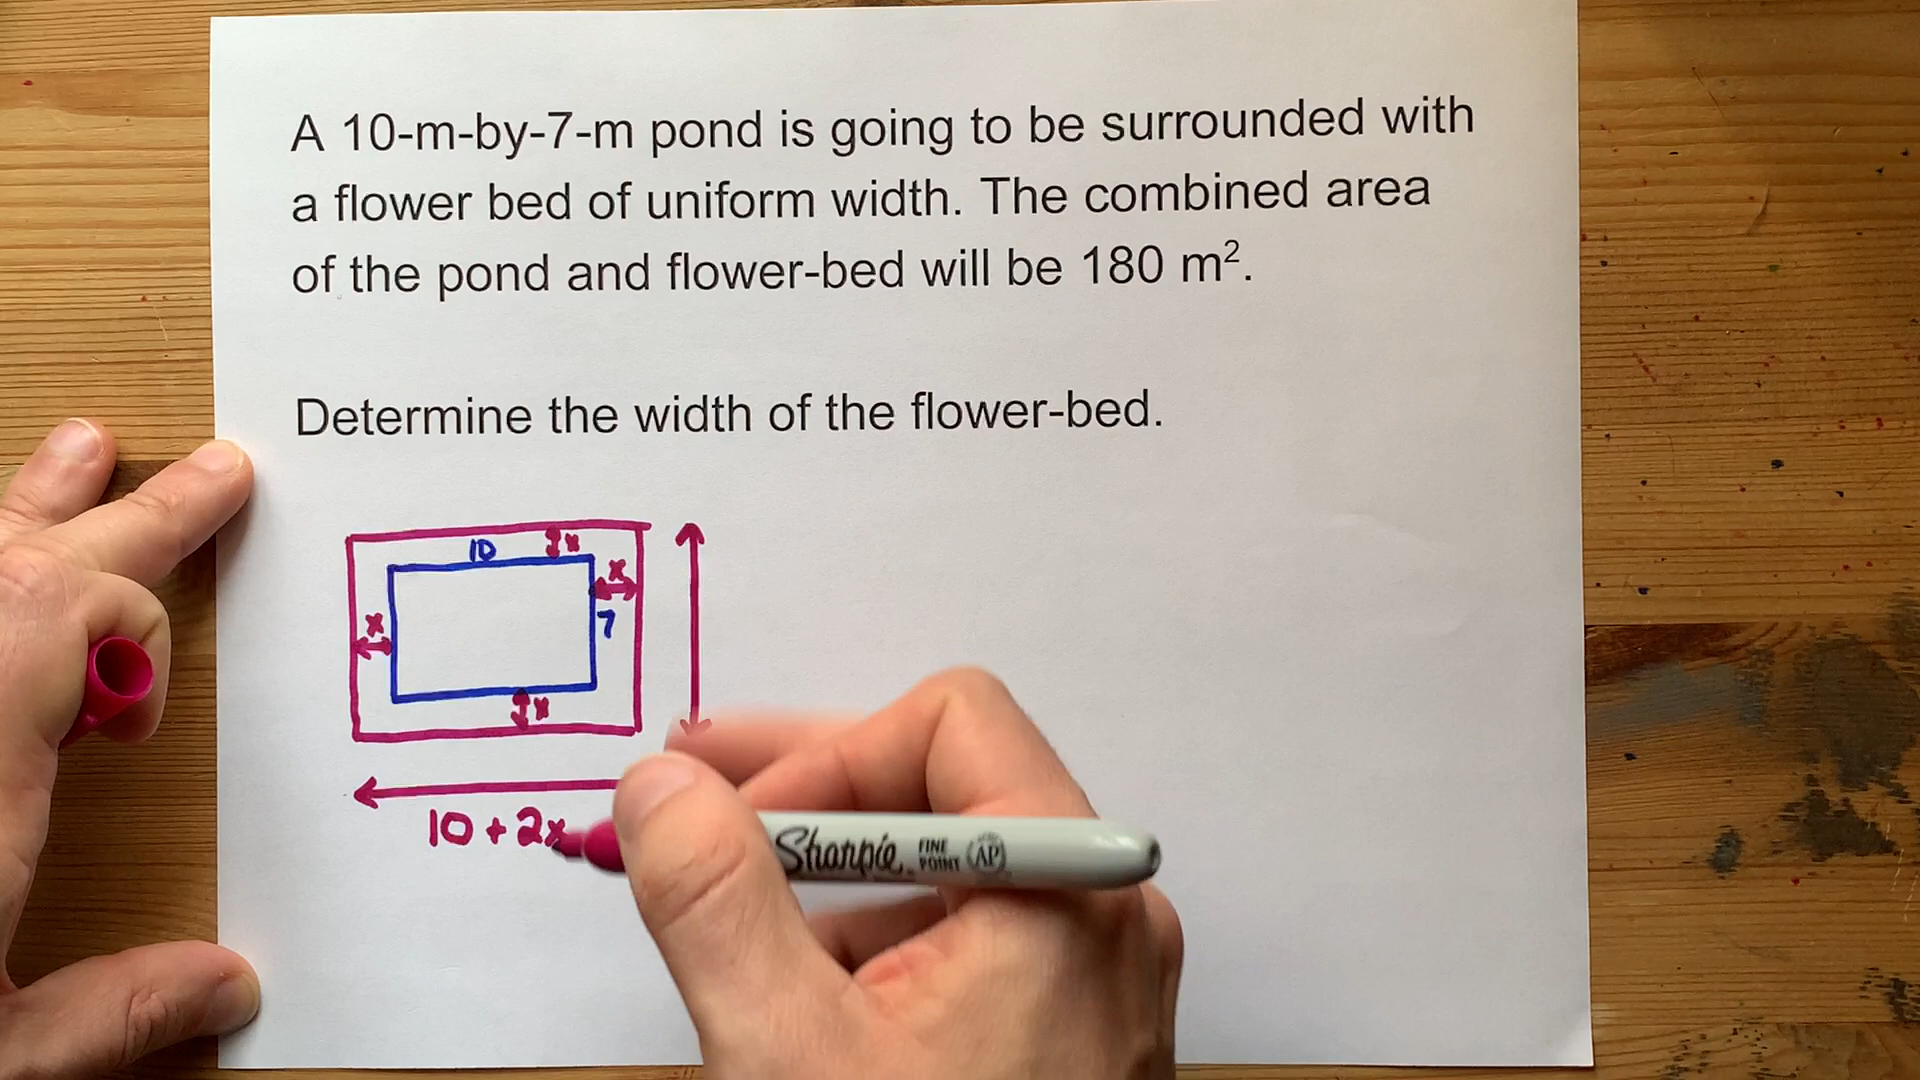 A 10-m-by-7-m pond is going to be surrounded with
a flower bed of uniform width. The combined area
of the pond and flower-bed will be 180 m².
Determine the width of the flower-bed.
10
x
x
7
x
x
10 + 2x
Sharpie. FINE POINT AP